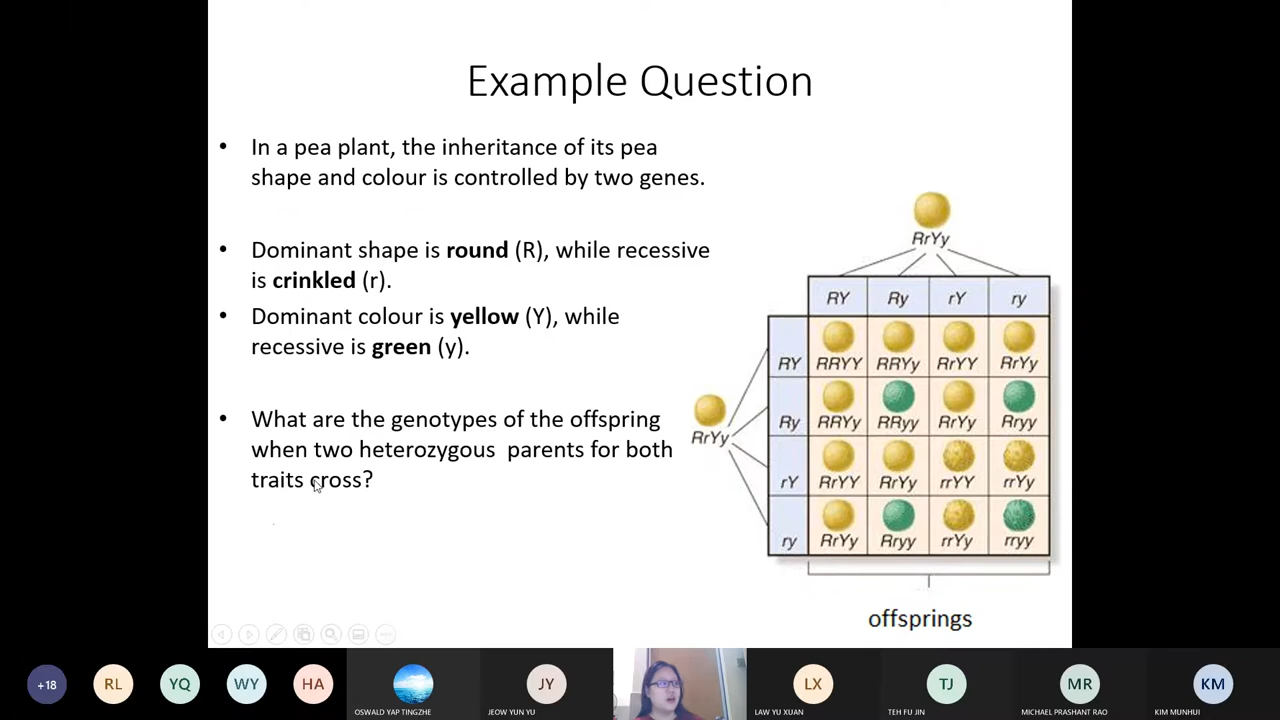 Example Question
• In a pea plant, the inheritance of its pea
shape and colour is controlled by two genes.
• Dominant shape is round (R), while recessive
is crinkled (r).
• Dominant colour is yellow (Y), while
recessive is green (y).
• What are the genotypes of the offspring
when two heterozygous  parents for both
traits cross?
RrYy
RY Ry rY ry
RY RRYY RRYy RrYY RrYy
Ry RRYy RRyy RrYy Rryy
RrYy
rY RrYY RrYy rrYY rrYy
ry RrYy Rryy rrYy rryy
offsprings
+18 RL YQ WY HA JY LX TJ MR KM
OSWALD YAP TINGZHE JEOW YUN YU LAW YU XUAN TEH FU JIN MICHAEL PRASHANT RAO KIM MUNHUI